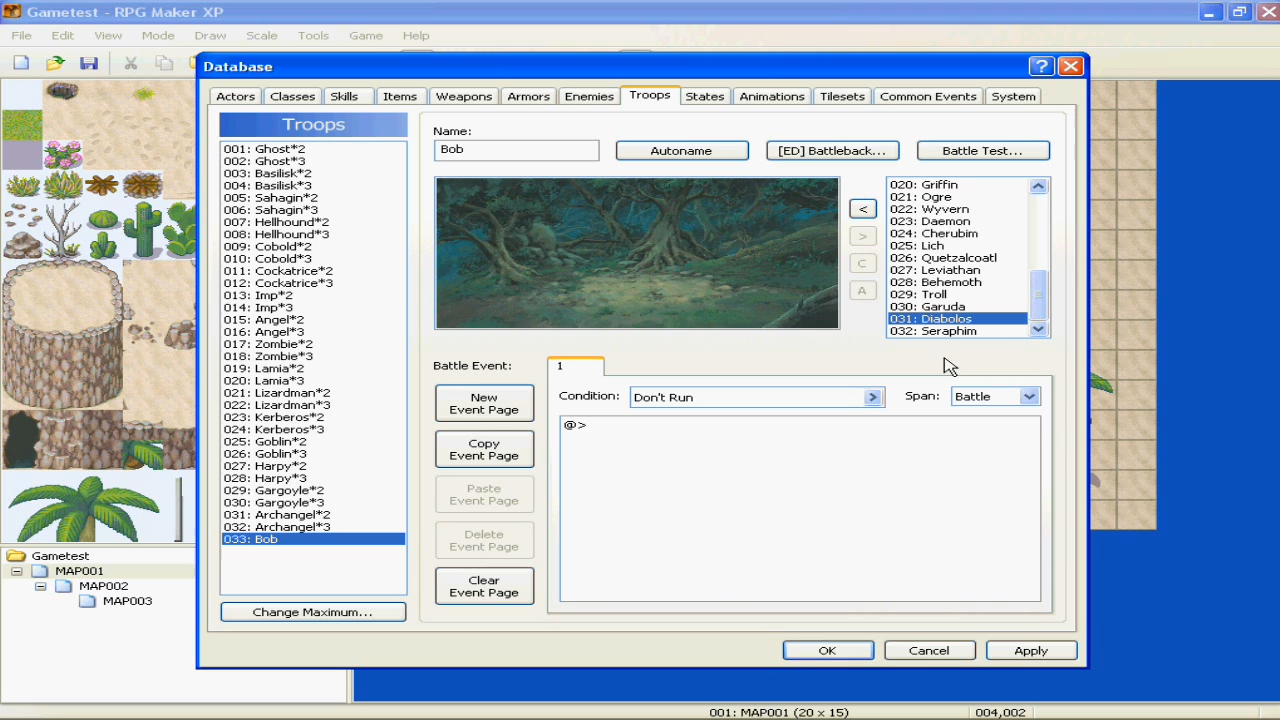 Gametest - RPG Maker XP
File Edit View Mode Draw Scale Tools Game Help
Database
Actors Classes Skills Items Weapons Armors Enemies Troops States Animations Tilesets Common Events System
Troops
001: Ghost*2
002: Ghost*3
003: Basilisk*2
004: Basilisk*3
005: Sahagin*2
006: Sahagin*3
007: Hellhound*2
008: Hellhound*3
009: Cobold*2
010: Cobold*3
011: Cockatrice*2
012: Cockatrice*3
013: Imp*2
014: Imp*3
015: Angel*2
016: Angel*3
017: Zombie*2
018: Zombie*3
019: Lamia*2
020: Lamia*3
021: Lizardman*2
022: Lizardman*3
023: Kerberos*2
024: Kerberos*3
025: Goblin*2
026: Goblin*3
027: Harpy*2
028: Harpy*3
029: Gargoyle*2
030: Gargoyle*3
031: Archangel*2
032: Archangel*3
033: Bob
Change Maximum...
Name:
Bob
Autoname
[ED] Battleback...
Battle Test...
<
>
C
A
020: Griffin
021: Ogre
022: Wyvern
023: Daemon
024: Cherubim
025: Lich
026: Quetzalcoatl
027: Leviathan
028: Behemoth
029: Troll
030: Garuda
031: Diabolos
032: Seraphim
Battle Event:
1
New
Event Page
Copy
Event Page
Paste
Event Page
Delete
Event Page
Clear
Event Page
Condition: Don't Run
Span: Battle
@>
OK
Cancel
Apply
Gametest
MAP001
MAP002
MAP003
001: MAP001 (20 x 15)
004,002